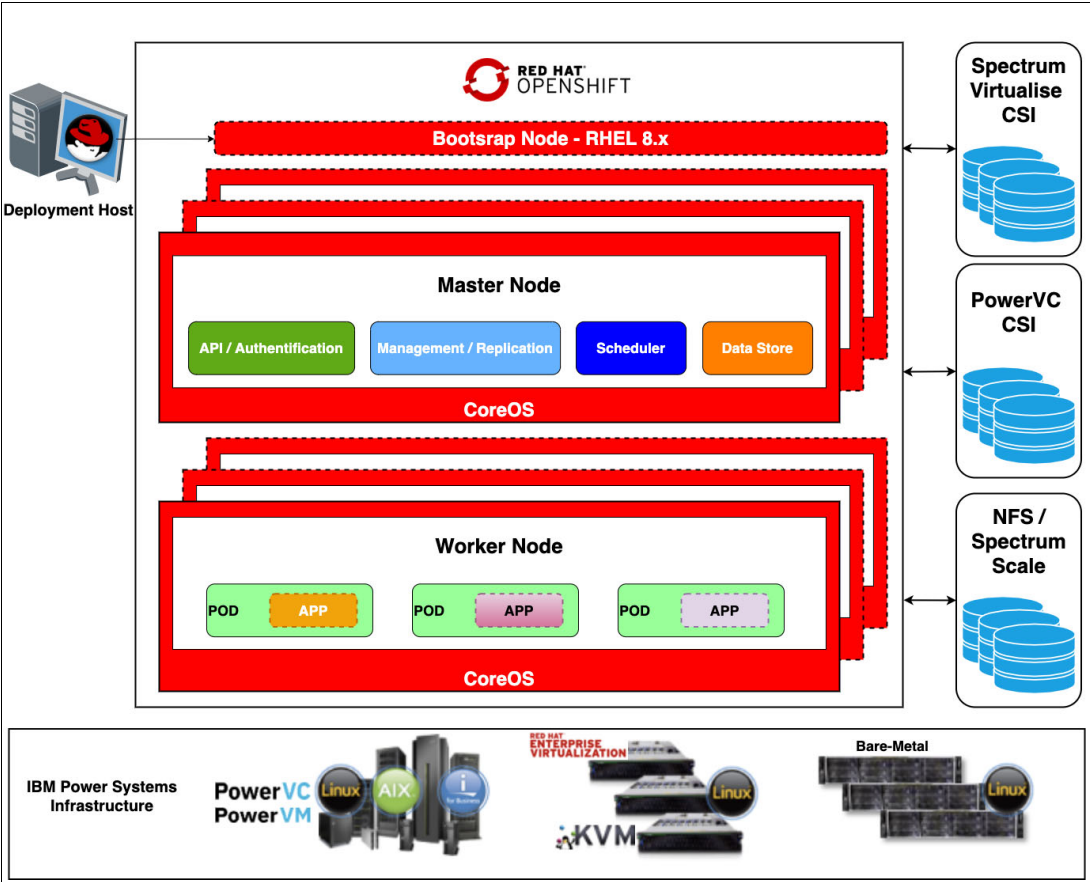 RED HAT®
OPENSHIFT
Spectrum
Virtualise
CSI
Bootsrap Node - RHEL 8.x
Deployment Host
Master Node
API / Authentification
Management / Replication
Scheduler
Data Store
CoreOS
PowerVC
CSI
Worker Node
POD
APP
POD
APP
POD
APP
CoreOS
NFS /
Spectrum
Scale
IBM Power Systems
Infrastructure
PowerVC
PowerVM
Linux
AIX
i
for Business
RED HAT®
ENTERPRISE
VIRTUALIZATION
Linux
KVM
Bare-Metal
Linux